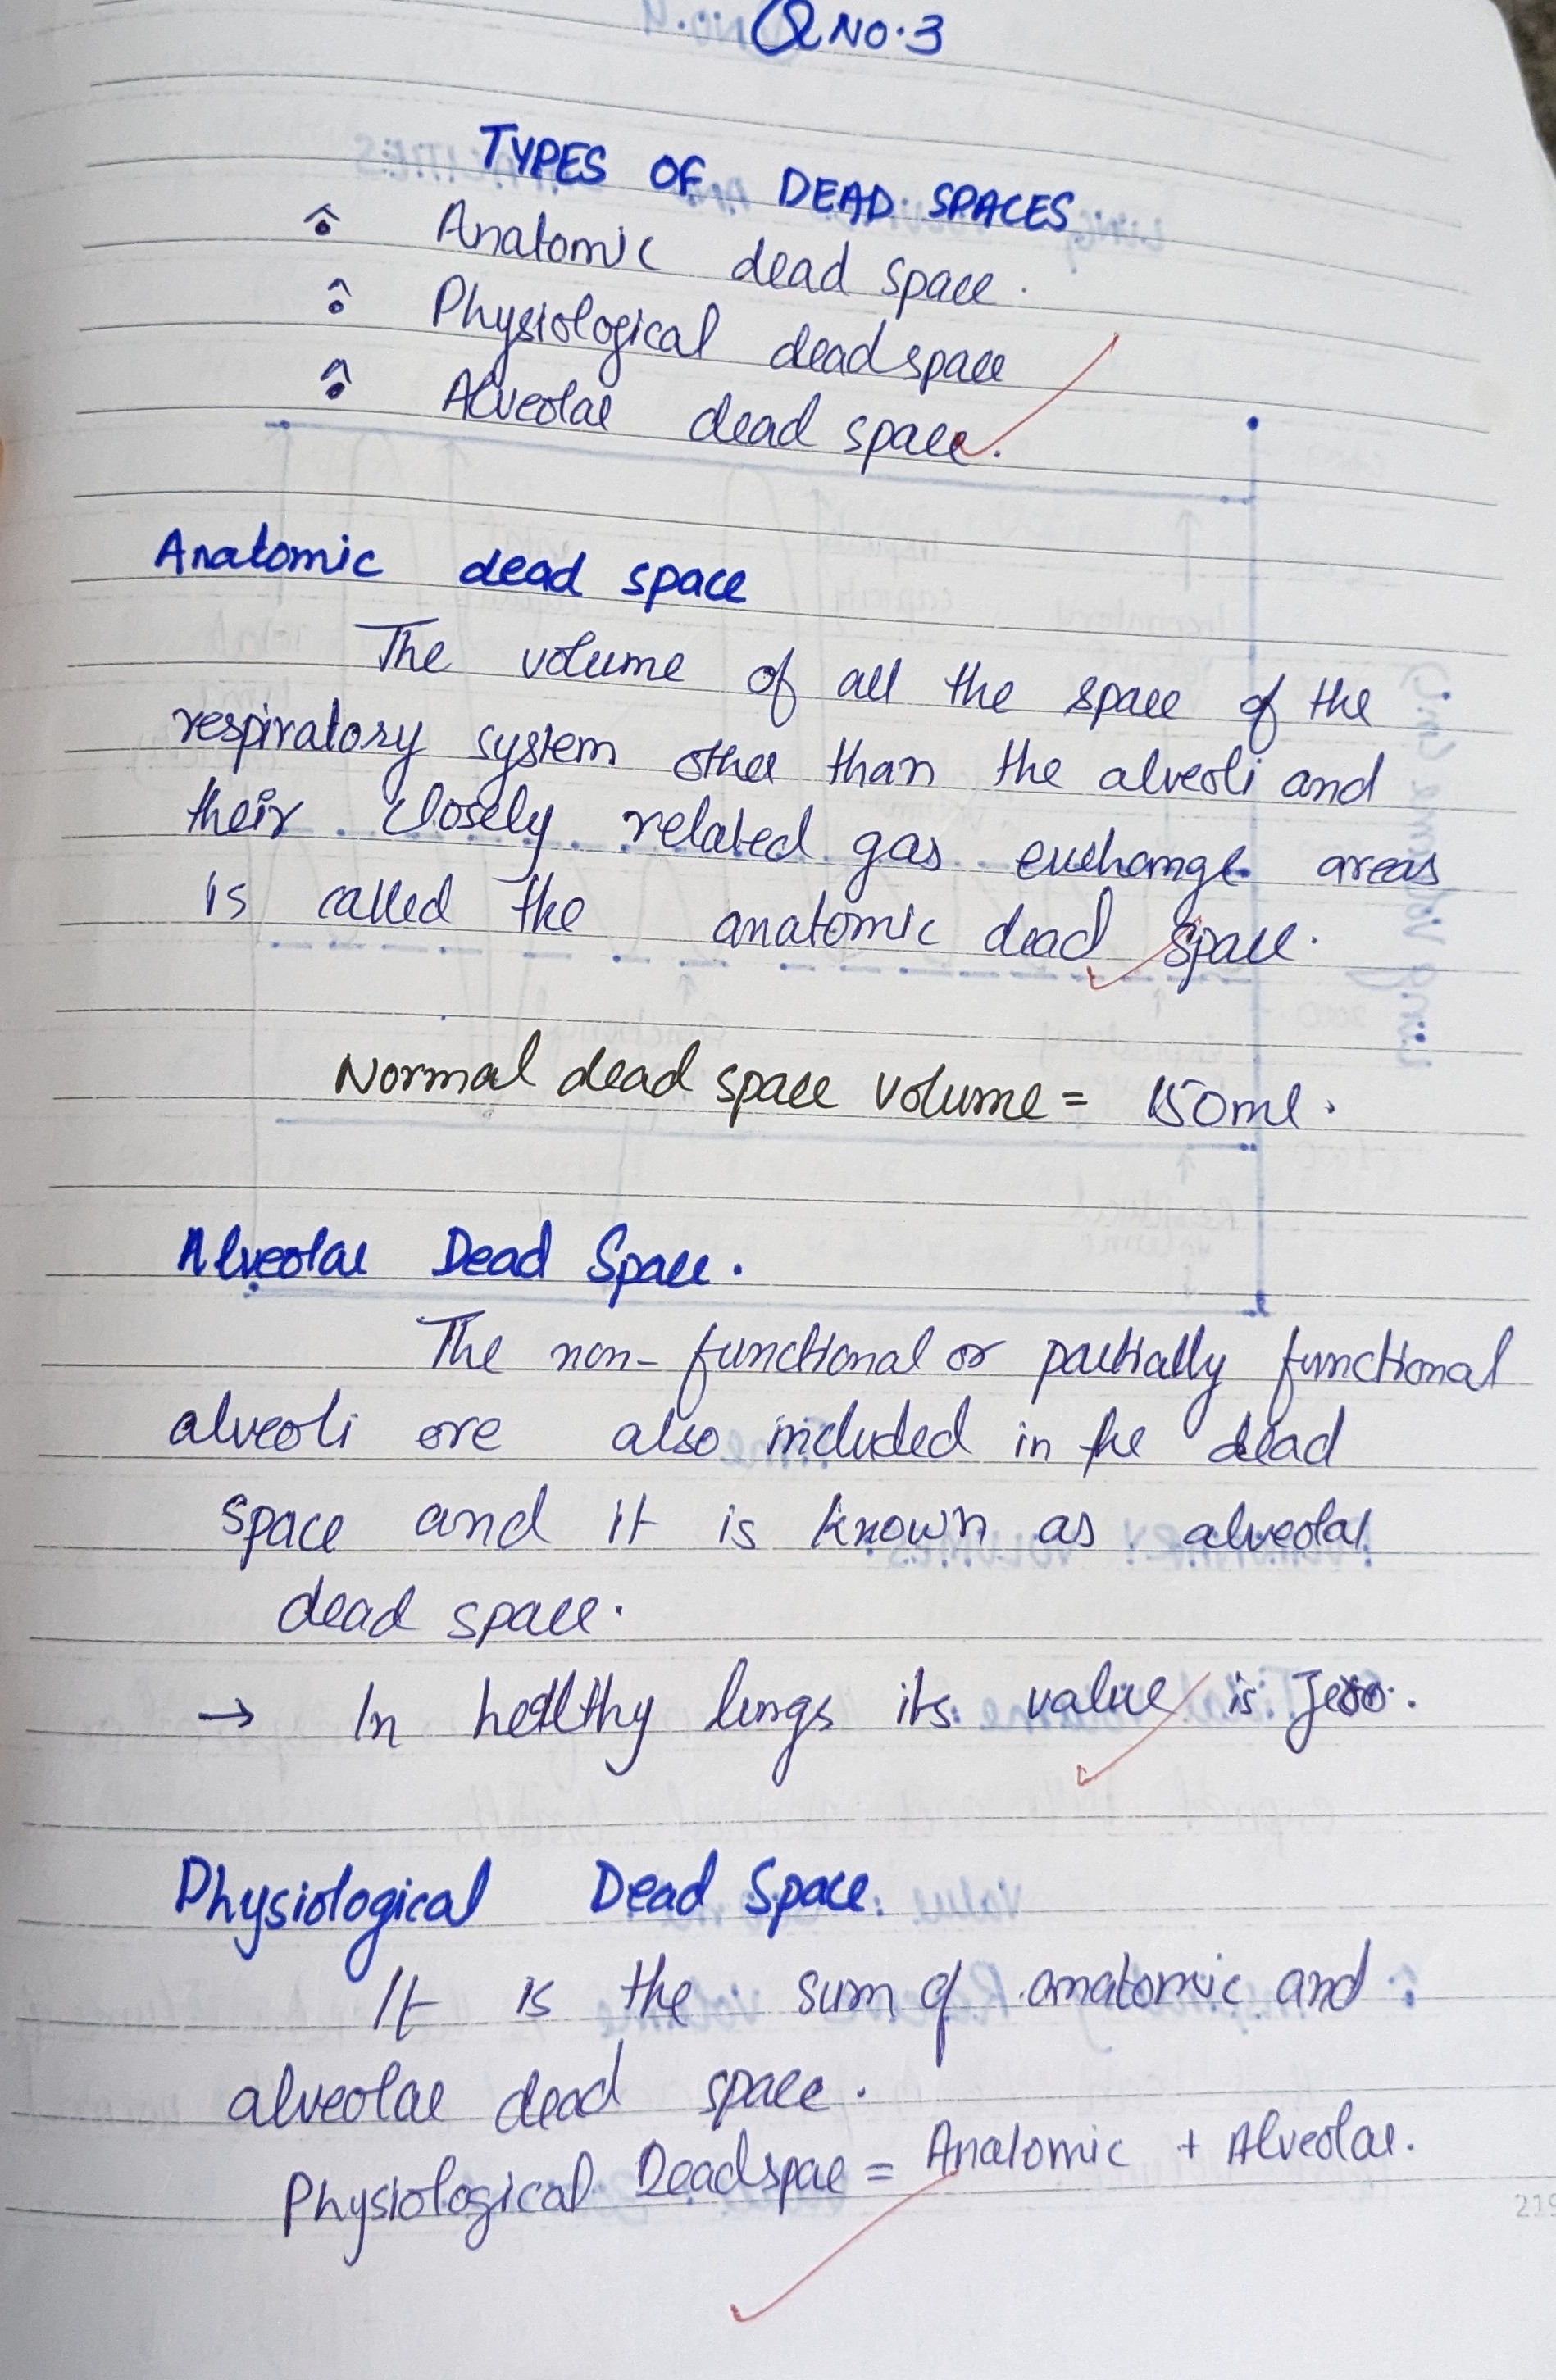 Q No.3
TYPES OF DEAD SPACES
Anatomic dead space.
Physiological dead space
Alveolar dead space.
Anatomic dead space
The volume of all the space of the
respiratory system other than the alveoli and
their closely related gas exchange areas
is called the anatomic dead space.
Normal dead space volume = 150ml.
Alveolar Dead Space.
The non-functional or partially functional
alveoli are also included in the dead
space and it is known as alveolar
dead space.
→ In healthy lungs its value is zero.
Physiological Dead Space.
It is the sum of anatomic and
alveolar dead space.
Physiological Deadspae = Anatomic + Alveolar.
219